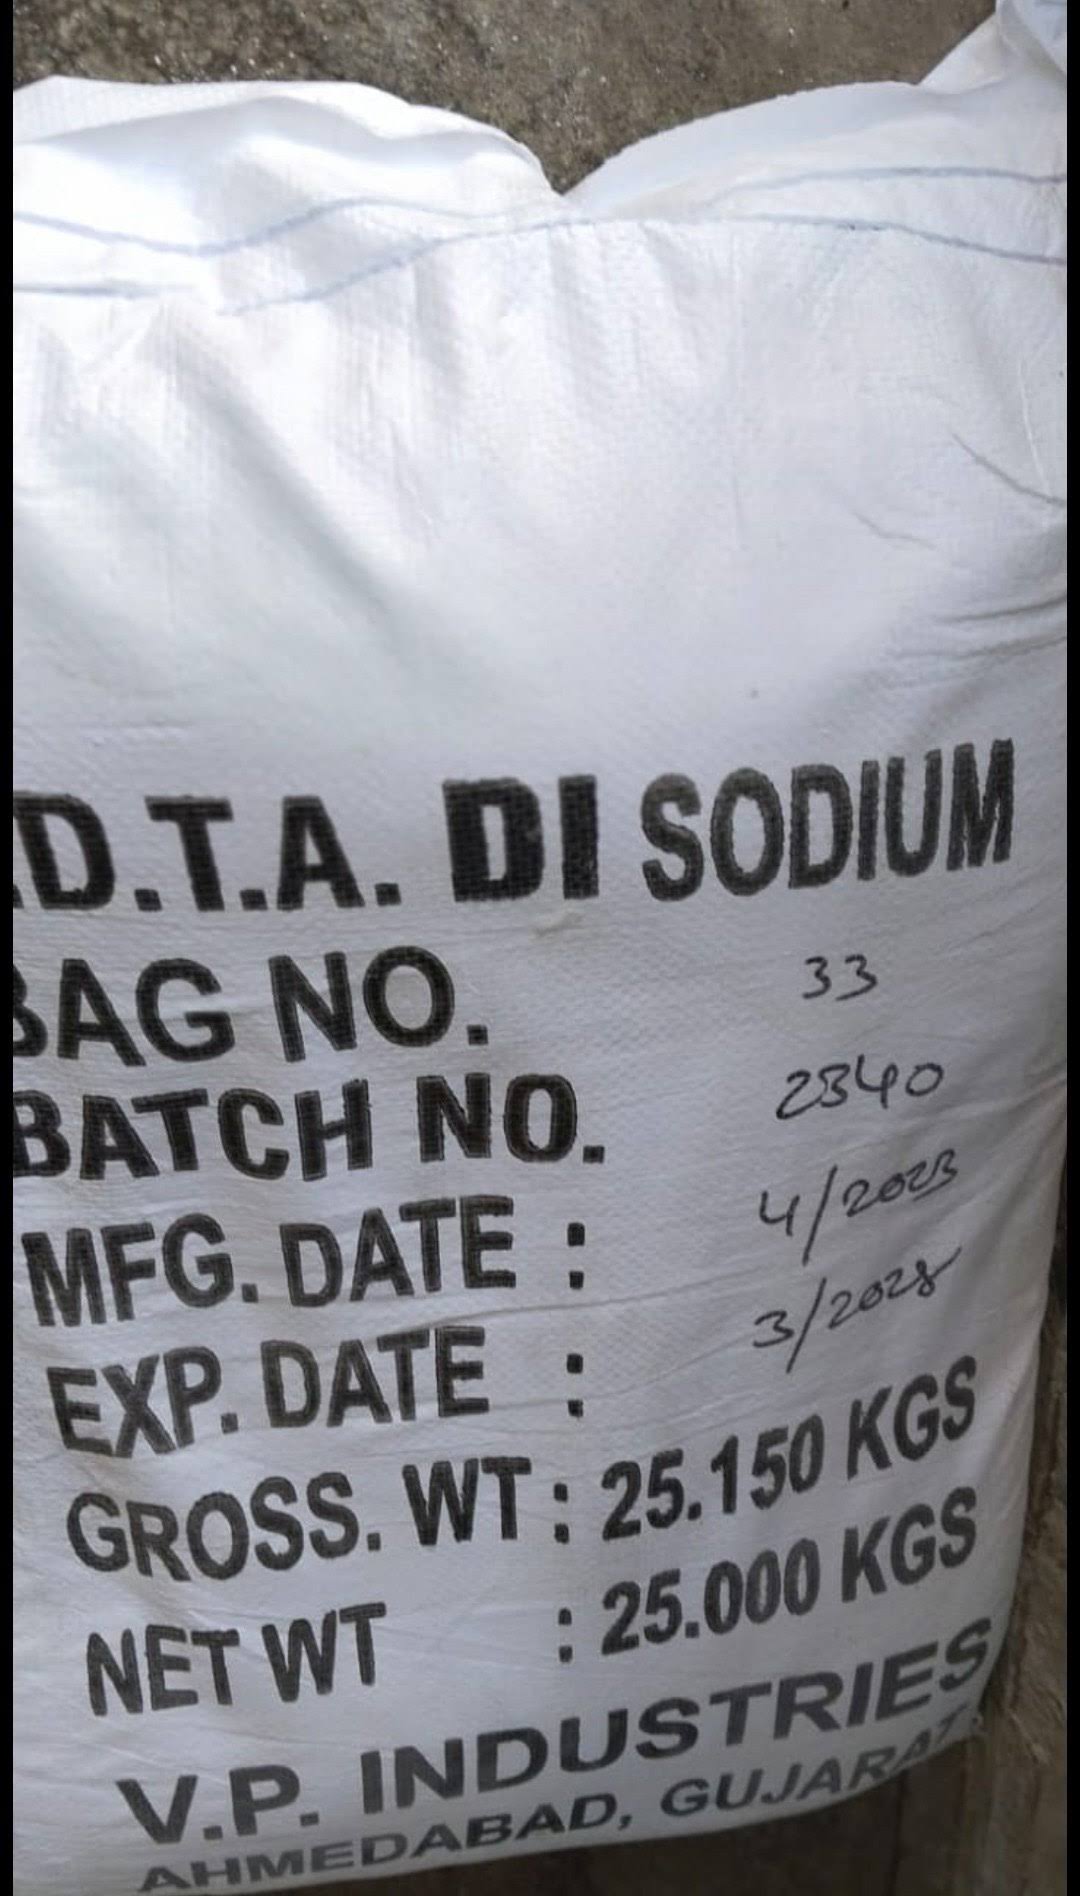 .D.T.A. DI SODIUM
BAG NO. 33
BATCH NO. 2340
MFG. DATE : 4/2023
EXP. DATE : 3/2028
GROSS. WT : 25.150 KGS
NET WT : 25.000 KGS
V.P. INDUSTRIES
AHMEDABAD, GUJARAT.